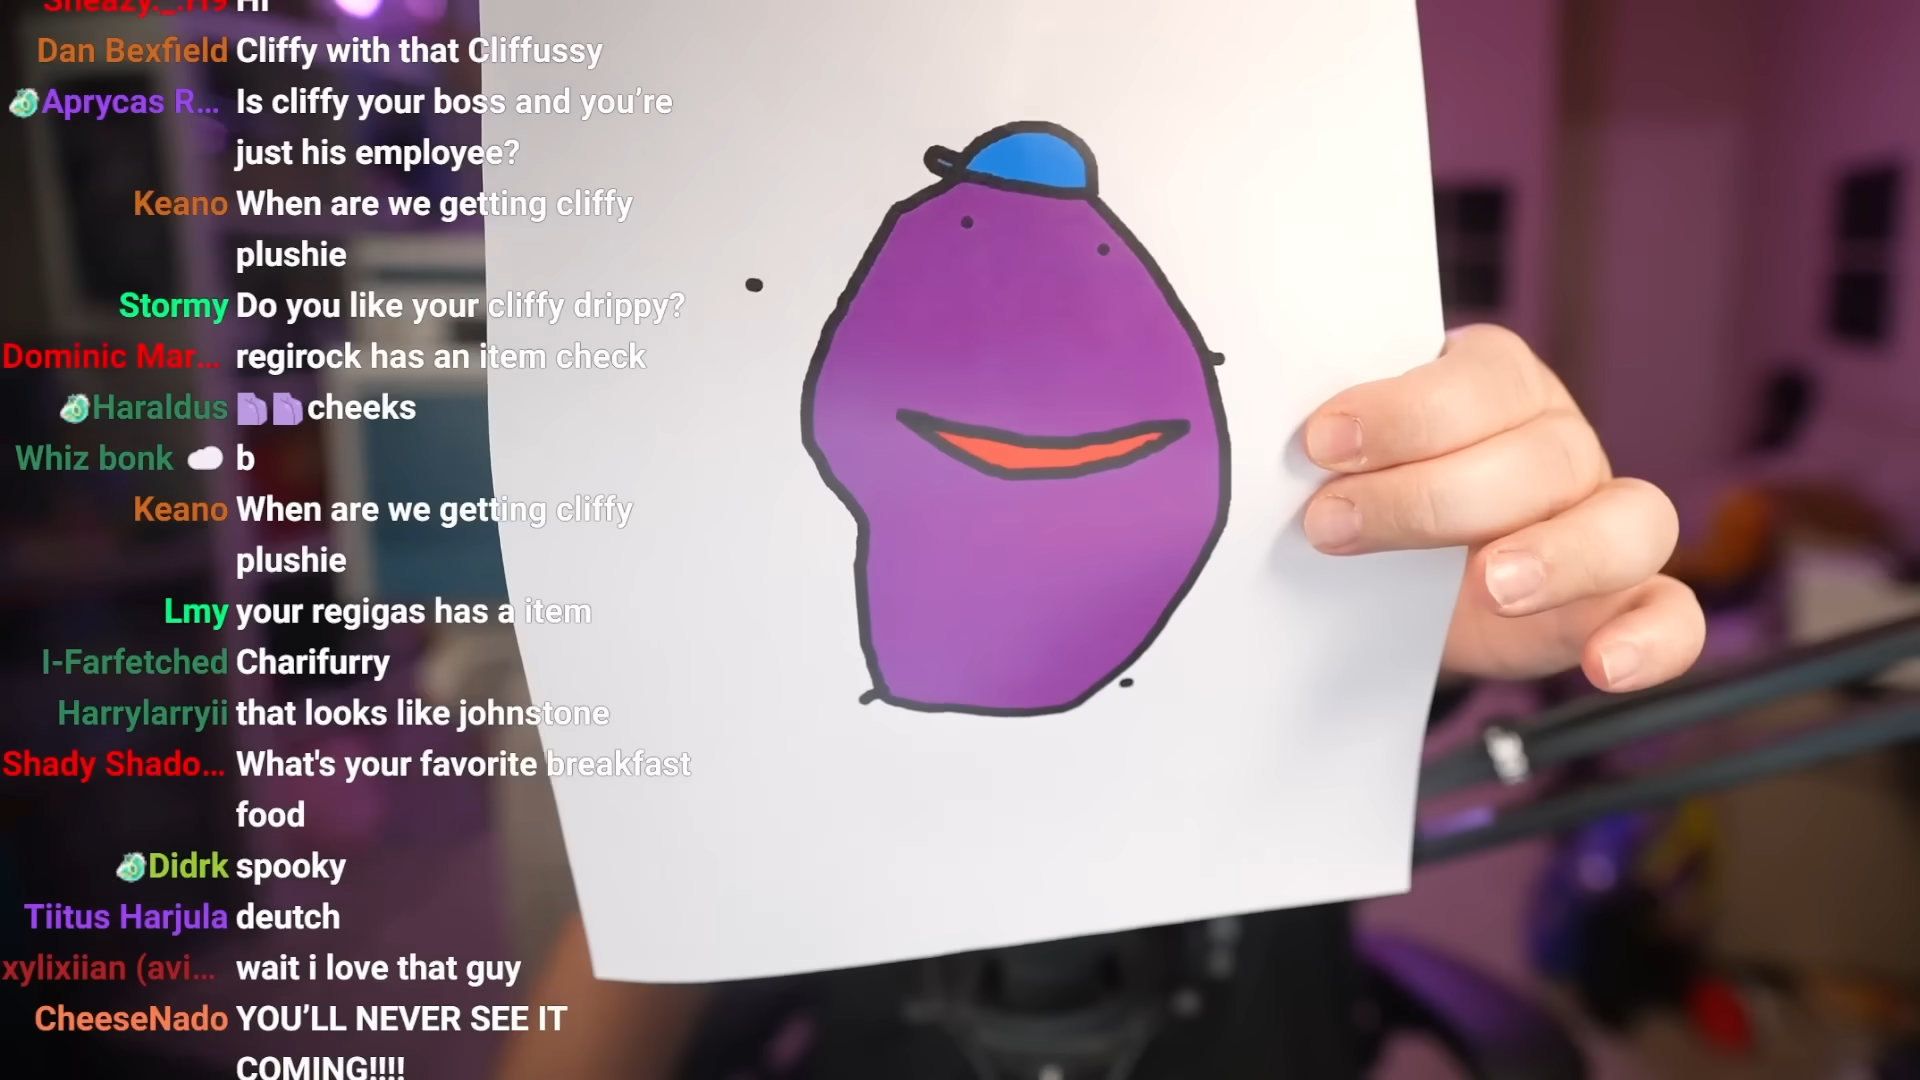 Sheazy._.H9 Hi
Dan Bexfield Cliffy with that Cliffussy
Aprycas R... Is cliffy your boss and you’re
just his employee?
Keano When are we getting cliffy
plushie
Stormy Do you like your cliffy drippy?
Dominic Mar... regirock has an item check
Haraldus cheeks
Whiz bonk b
Keano When are we getting cliffy
plushie
Lmy your regigas has a item
I-Farfetched Charifurry
Harrylarryii that looks like johnstone
Shady Shado... What's your favorite breakfast
food
Didrk spooky
Tiitus Harjula deutch
xylixiian (avi... wait i love that guy
CheeseNado YOU’LL NEVER SEE IT
COMING!!!!